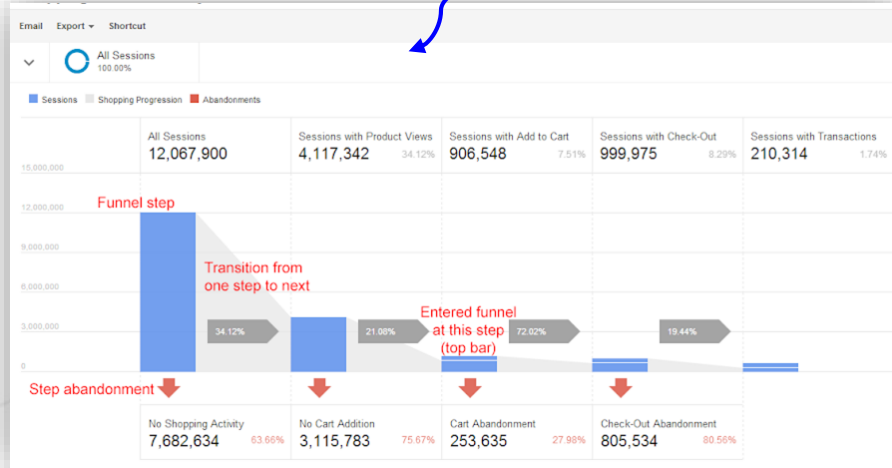 Email Export Shortcut
All Sessions
100.00%
Sessions Shopping Progression Abandonments
All Sessions
12,067,900
Sessions with Product Views
4,117,342 34.12%
Sessions with Add to Cart
906,548 7.51%
Sessions with Check-Out
999,975 8.29%
Sessions with Transactions
210,314 1.74%
15,000,000
12,000,000
9,000,000
6,000,000
3,000,000
0
Funnel step
Transition from
one step to next
Entered funnel
at this step
(top bar)
34.12%
21.08%
72.02%
19.44%
Step abandonment
No Shopping Activity
7,682,634 63.66%
No Cart Addition
3,115,783 75.67%
Cart Abandonment
253,635 27.98%
Check-Out Abandonment
805,534 80.56%